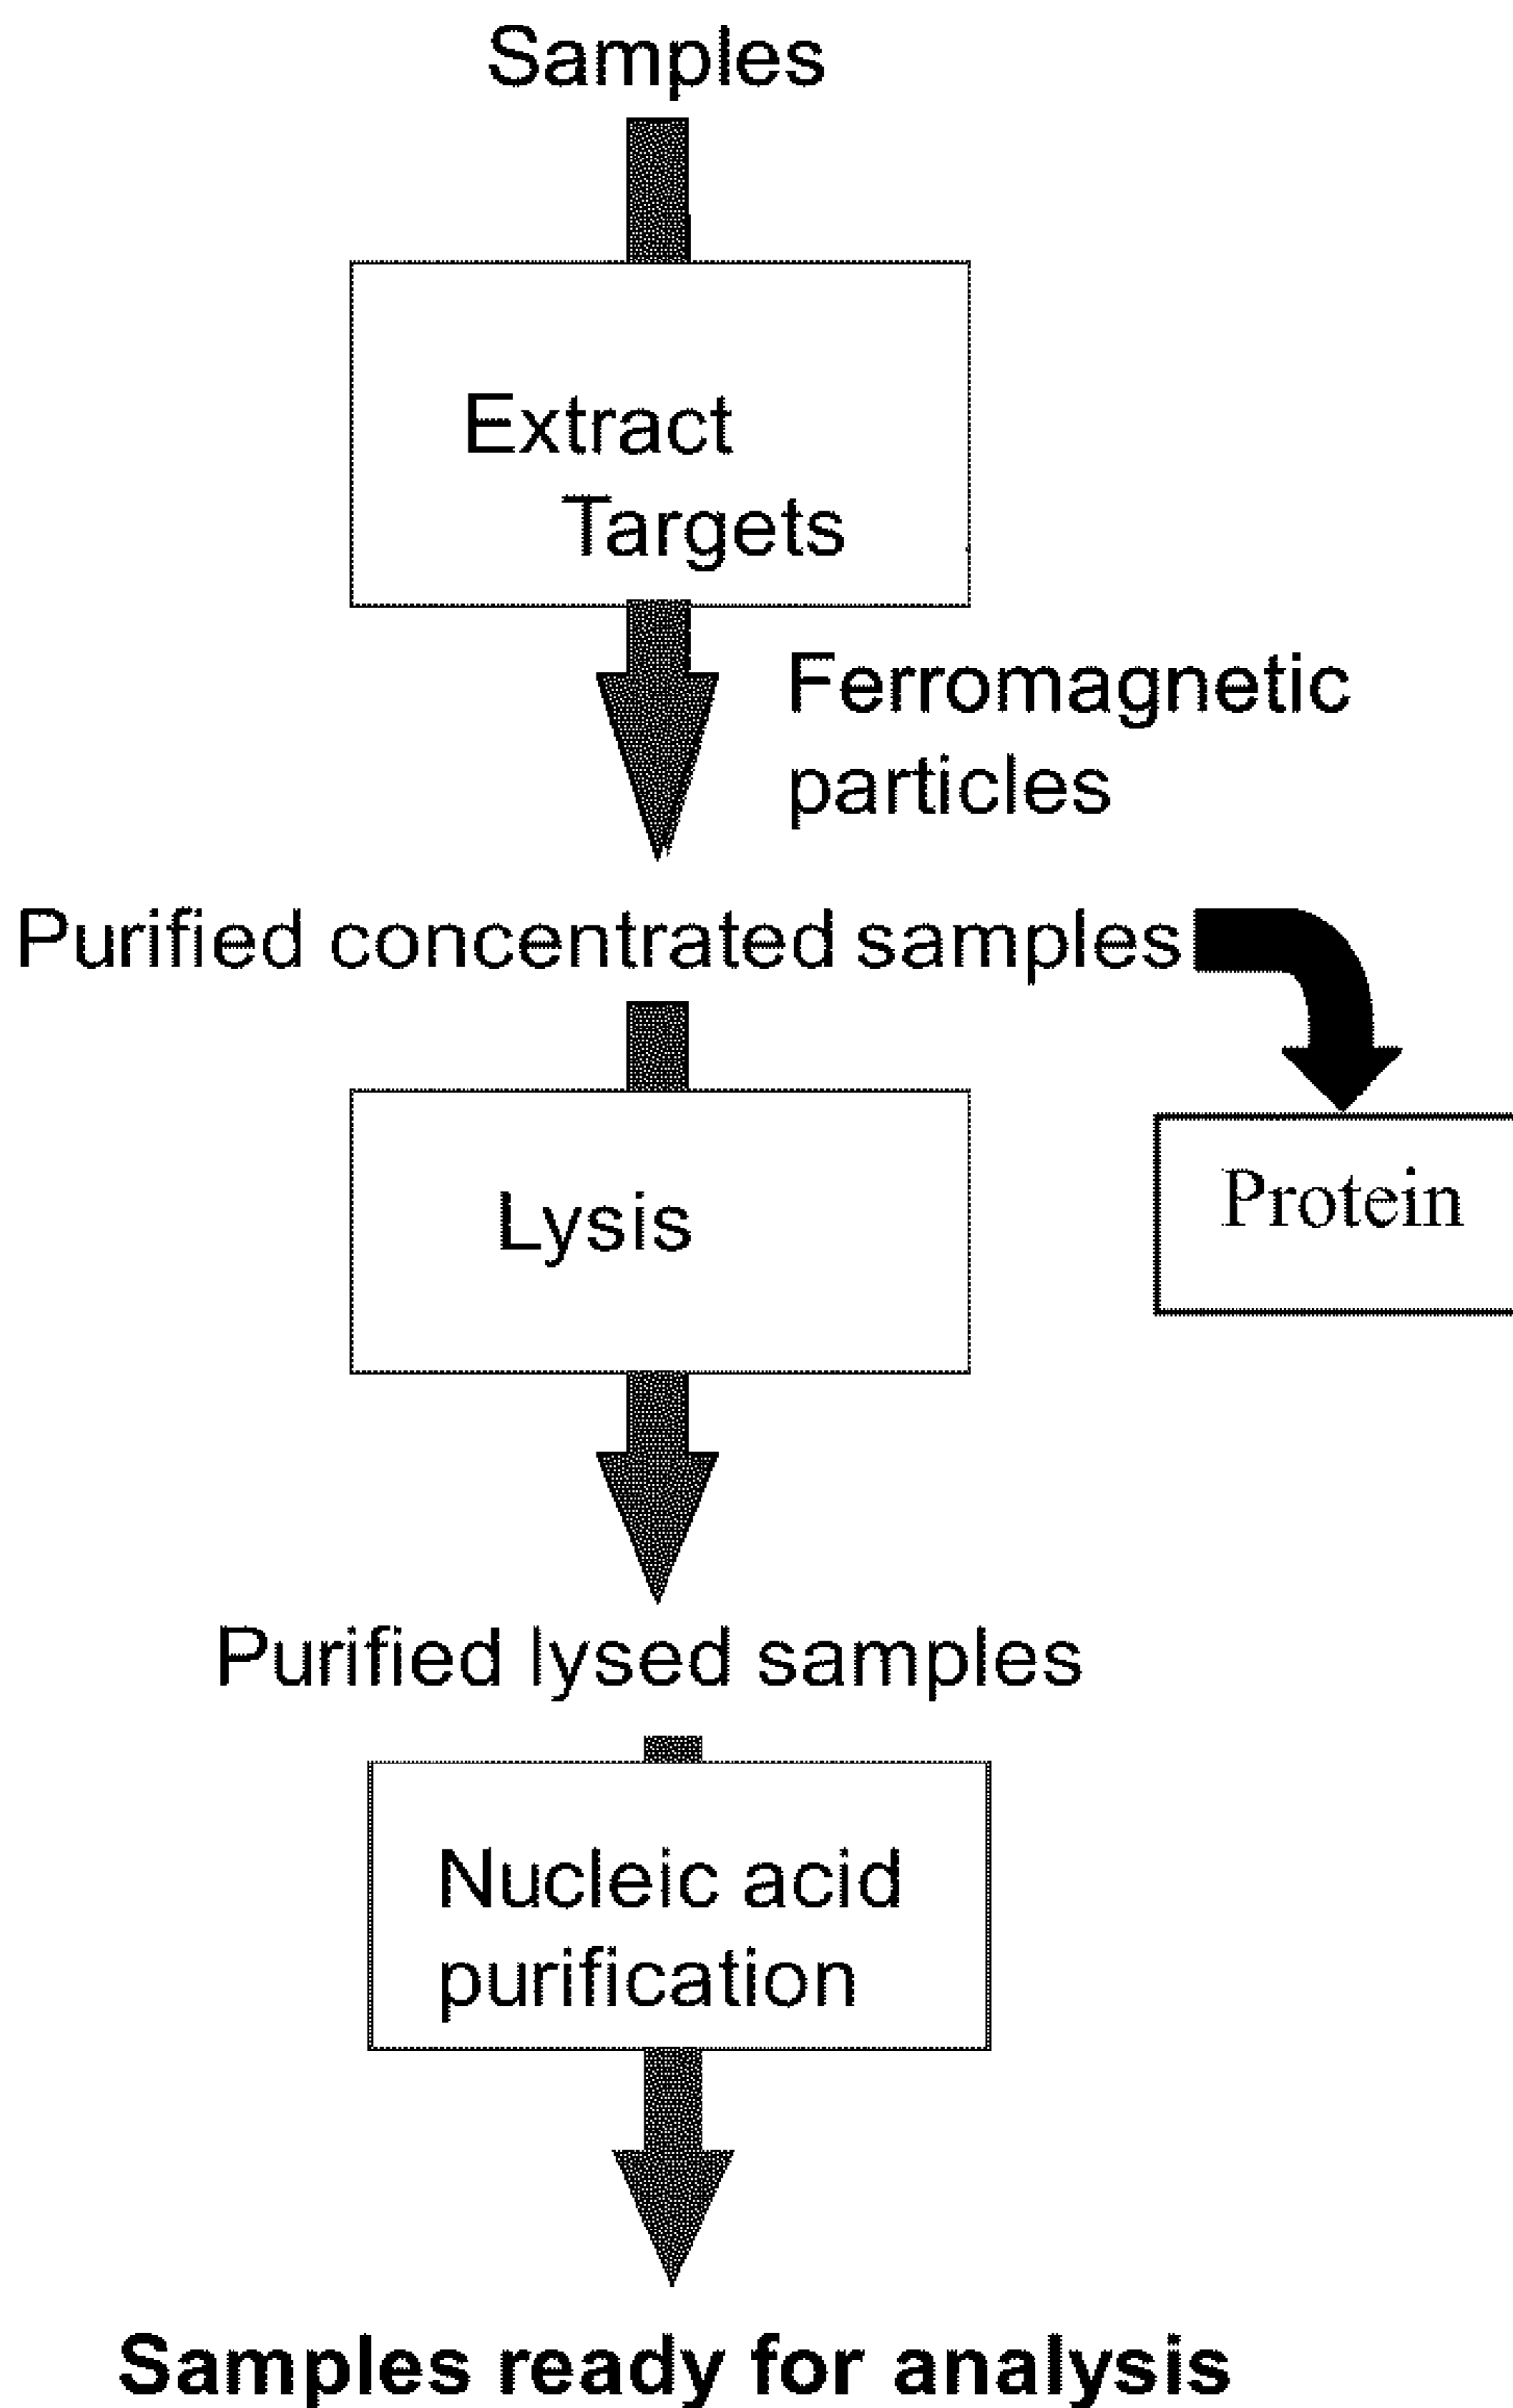 Samples
Extract
Targets
Ferromagnetic
particles
Purified concentrated samples
Lysis
Protein
Purified lysed samples
Nucleic acid
purification
Samples ready for analysis